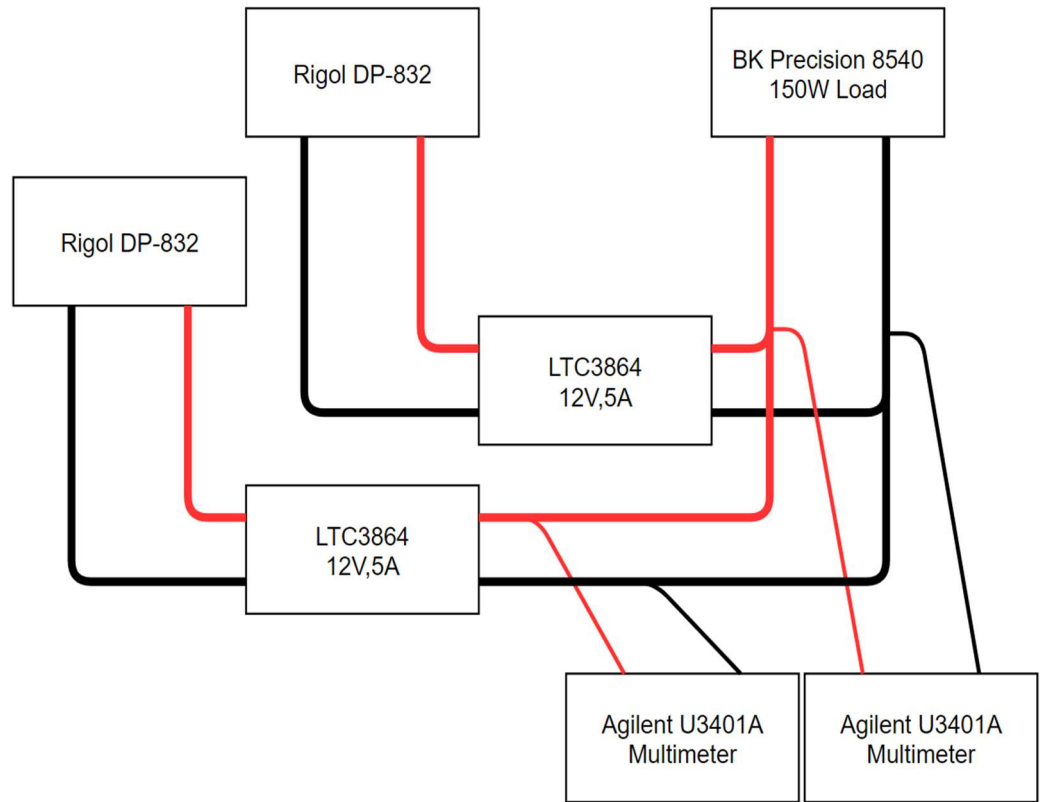 Rigol DP-832
BK Precision 8540
150W Load
Rigol DP-832
LTC3864
12V,5A
LTC3864
12V,5A
Agilent U3401A
Multimeter
Agilent U3401A
Multimeter